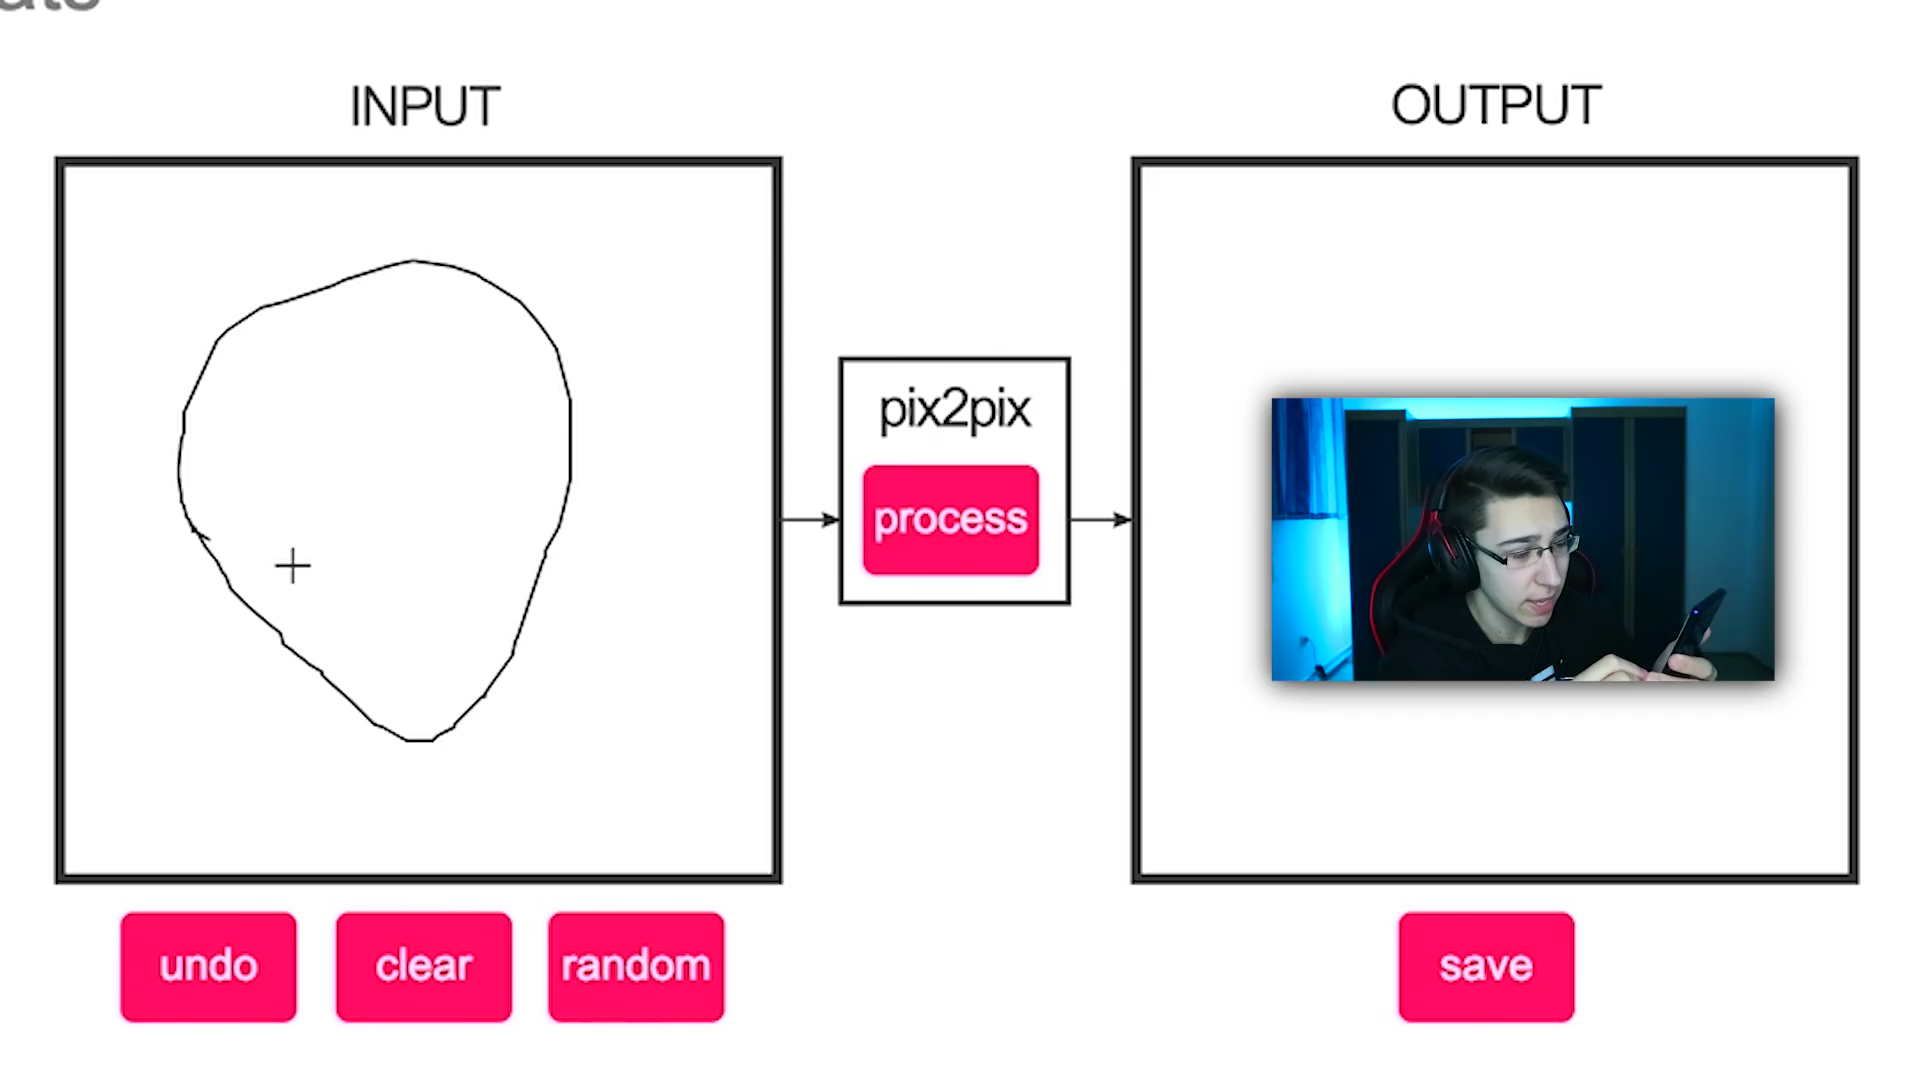 INPUT
OUTPUT
pix2pix
process
undo
clear
random
save